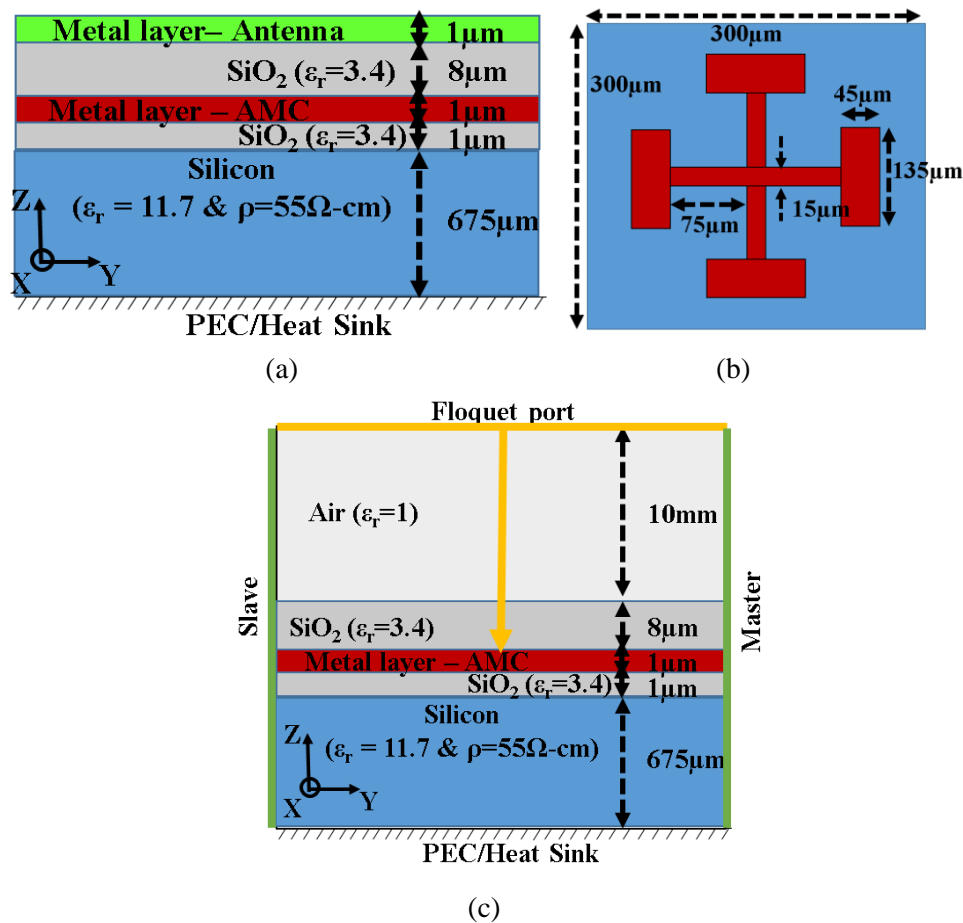 Metal layer– Antenna
1µm
SiO2 (εr=3.4)
8µm
Metal layer – AMC
1µm
SiO2 (εr=3.4)
1µm
Silicon
(εr = 11.7 & ρ=55Ω-cm)
675µm
Z
X
Y
PEC/Heat Sink
(a)
300µm
300µm
45µm
135µm
75µm
15µm
(b)
Floquet port
Air (εr=1)
10mm
Slave
Master
SiO2 (εr=3.4)
8µm
Metal layer – AMC
1µm
SiO2 (εr=3.4)
1µm
Silicon
(εr = 11.7 & ρ=55Ω-cm)
675µm
Z
X
Y
PEC/Heat Sink
(c)